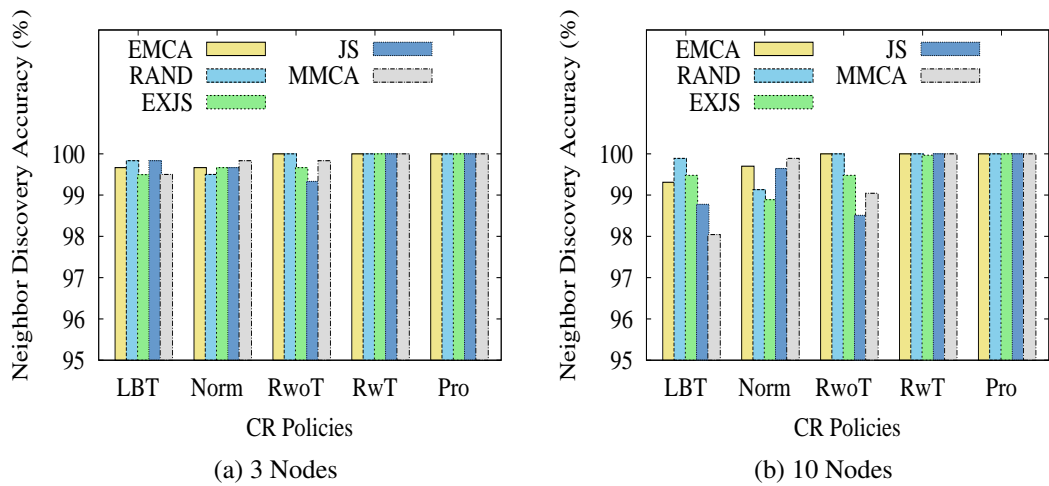 Neighbor Discovery Accuracy (%)
EMCA
RAND
EXJS
JS
MMCA
100
99
98
97
96
95
LBT Norm RwoT RwT Pro
CR Policies
(a) 3 Nodes
Neighbor Discovery Accuracy (%)
EMCA
RAND
EXJS
JS
MMCA
100
99
98
97
96
95
LBT Norm RwoT RwT Pro
CR Policies
(b) 10 Nodes